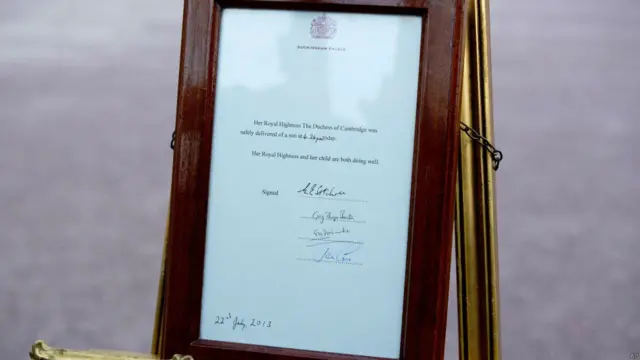 BUCKINGHAM PALACE
Her Royal Highness The Duchess of Cambridge was
safely delivered of a son at 4.24pm today.
Her Royal Highness and her child are both doing well.
Signed
22nd July, 2013